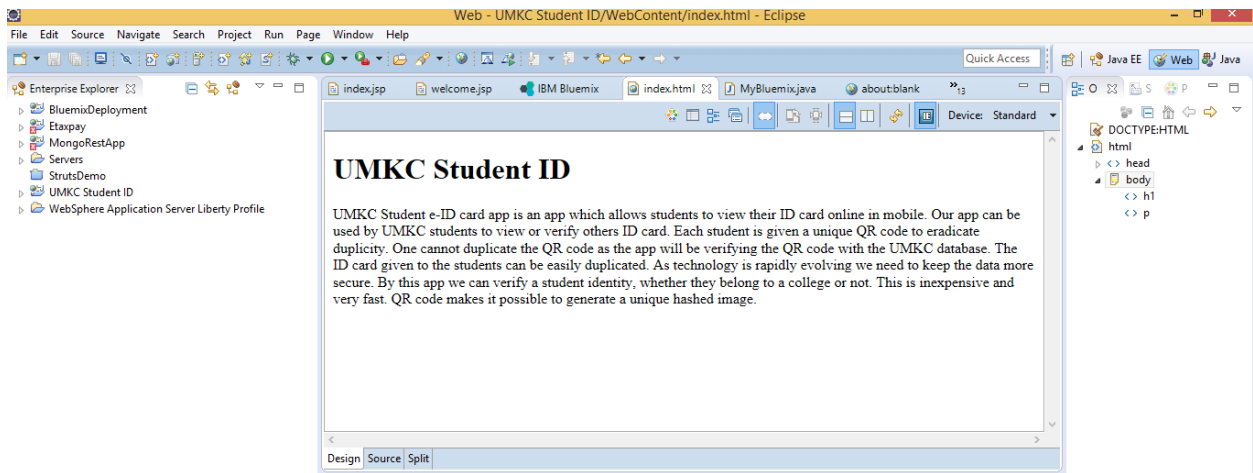 Web - UMKC Student ID/WebContent/index.html - Eclipse
File Edit Source Navigate Search Project Run Page Window Help
Quick Access Java EE Web Java
Enterprise Explorer
BluemixDeployment
Etaxpay
MongoRestApp
Servers
StrutsDemo
UMKC Student ID
WebSphere Application Server Liberty Profile
index.jsp welcome.jsp IBM Bluemix index.html MyBluemix.java about:blank »13
Device: Standard
UMKC Student ID
UMKC Student e-ID card app is an app which allows students to view their ID card online in mobile. Our app can be
used by UMKC students to view or verify others ID card. Each student is given a unique QR code to eradicate
duplicity. One cannot duplicate the QR code as the app will be verifying the QR code with the UMKC database. The
ID card given to the students can be easily duplicated. As technology is rapidly evolving we need to keep the data more
secure. By this app we can verify a student identity, whether they belong to a college or not. This is inexpensive and
very fast. QR code makes it possible to generate a unique hashed image.
Design Source Split
O S P
DOCTYPE:HTML
html
<> head
body
<> h1
<> p